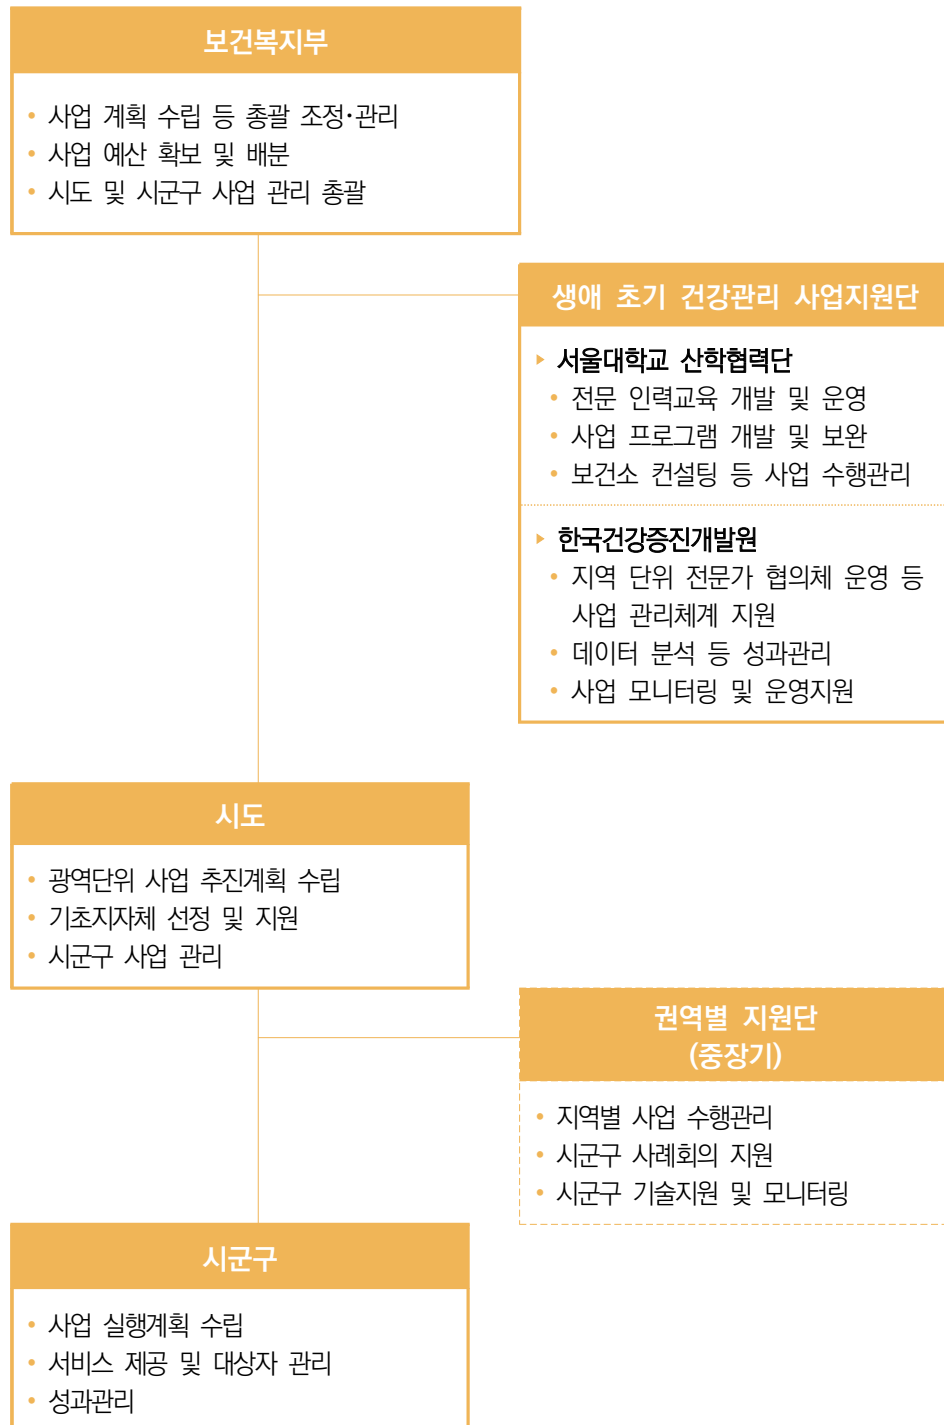 보건복지부
• 사업 계획 수립 등 총괄 조정·관리
• 사업 예산 확보 및 배분
• 시도 및 시군구 사업 관리 총괄
생애 초기 건강관리 사업지원단
▶ 서울대학교 산학협력단
• 전문 인력교육 개발 및 운영
• 사업 프로그램 개발 및 보완
• 보건소 컨설팅 등 사업 수행관리
▶ 한국건강증진개발원
• 지역 단위 전문가 협의체 운영 등
사업 관리체계 지원
• 데이터 분석 등 성과관리
• 사업 모니터링 및 운영지원
시도
• 광역단위 사업 추진계획 수립
• 기초지자체 선정 및 지원
• 시군구 사업 관리
권역별 지원단
(중장기)
• 지역별 사업 수행관리
• 시군구 사례회의 지원
• 시군구 기술지원 및 모니터링
시군구
• 사업 실행계획 수립
• 서비스 제공 및 대상자 관리
• 성과관리